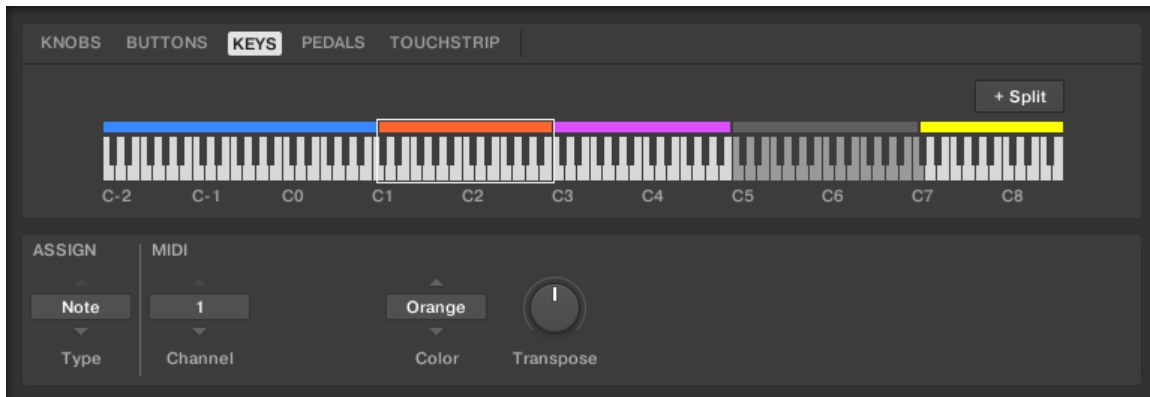 KNOBS BUTTONS KEYS PEDALS TOUCHSTRIP
+ Split
C-2 C-1 C0 C1 C2 C3 C4 C5 C6 C7 C8
ASSIGN MIDI
Note 1 Orange
Type Channel Color Transpose